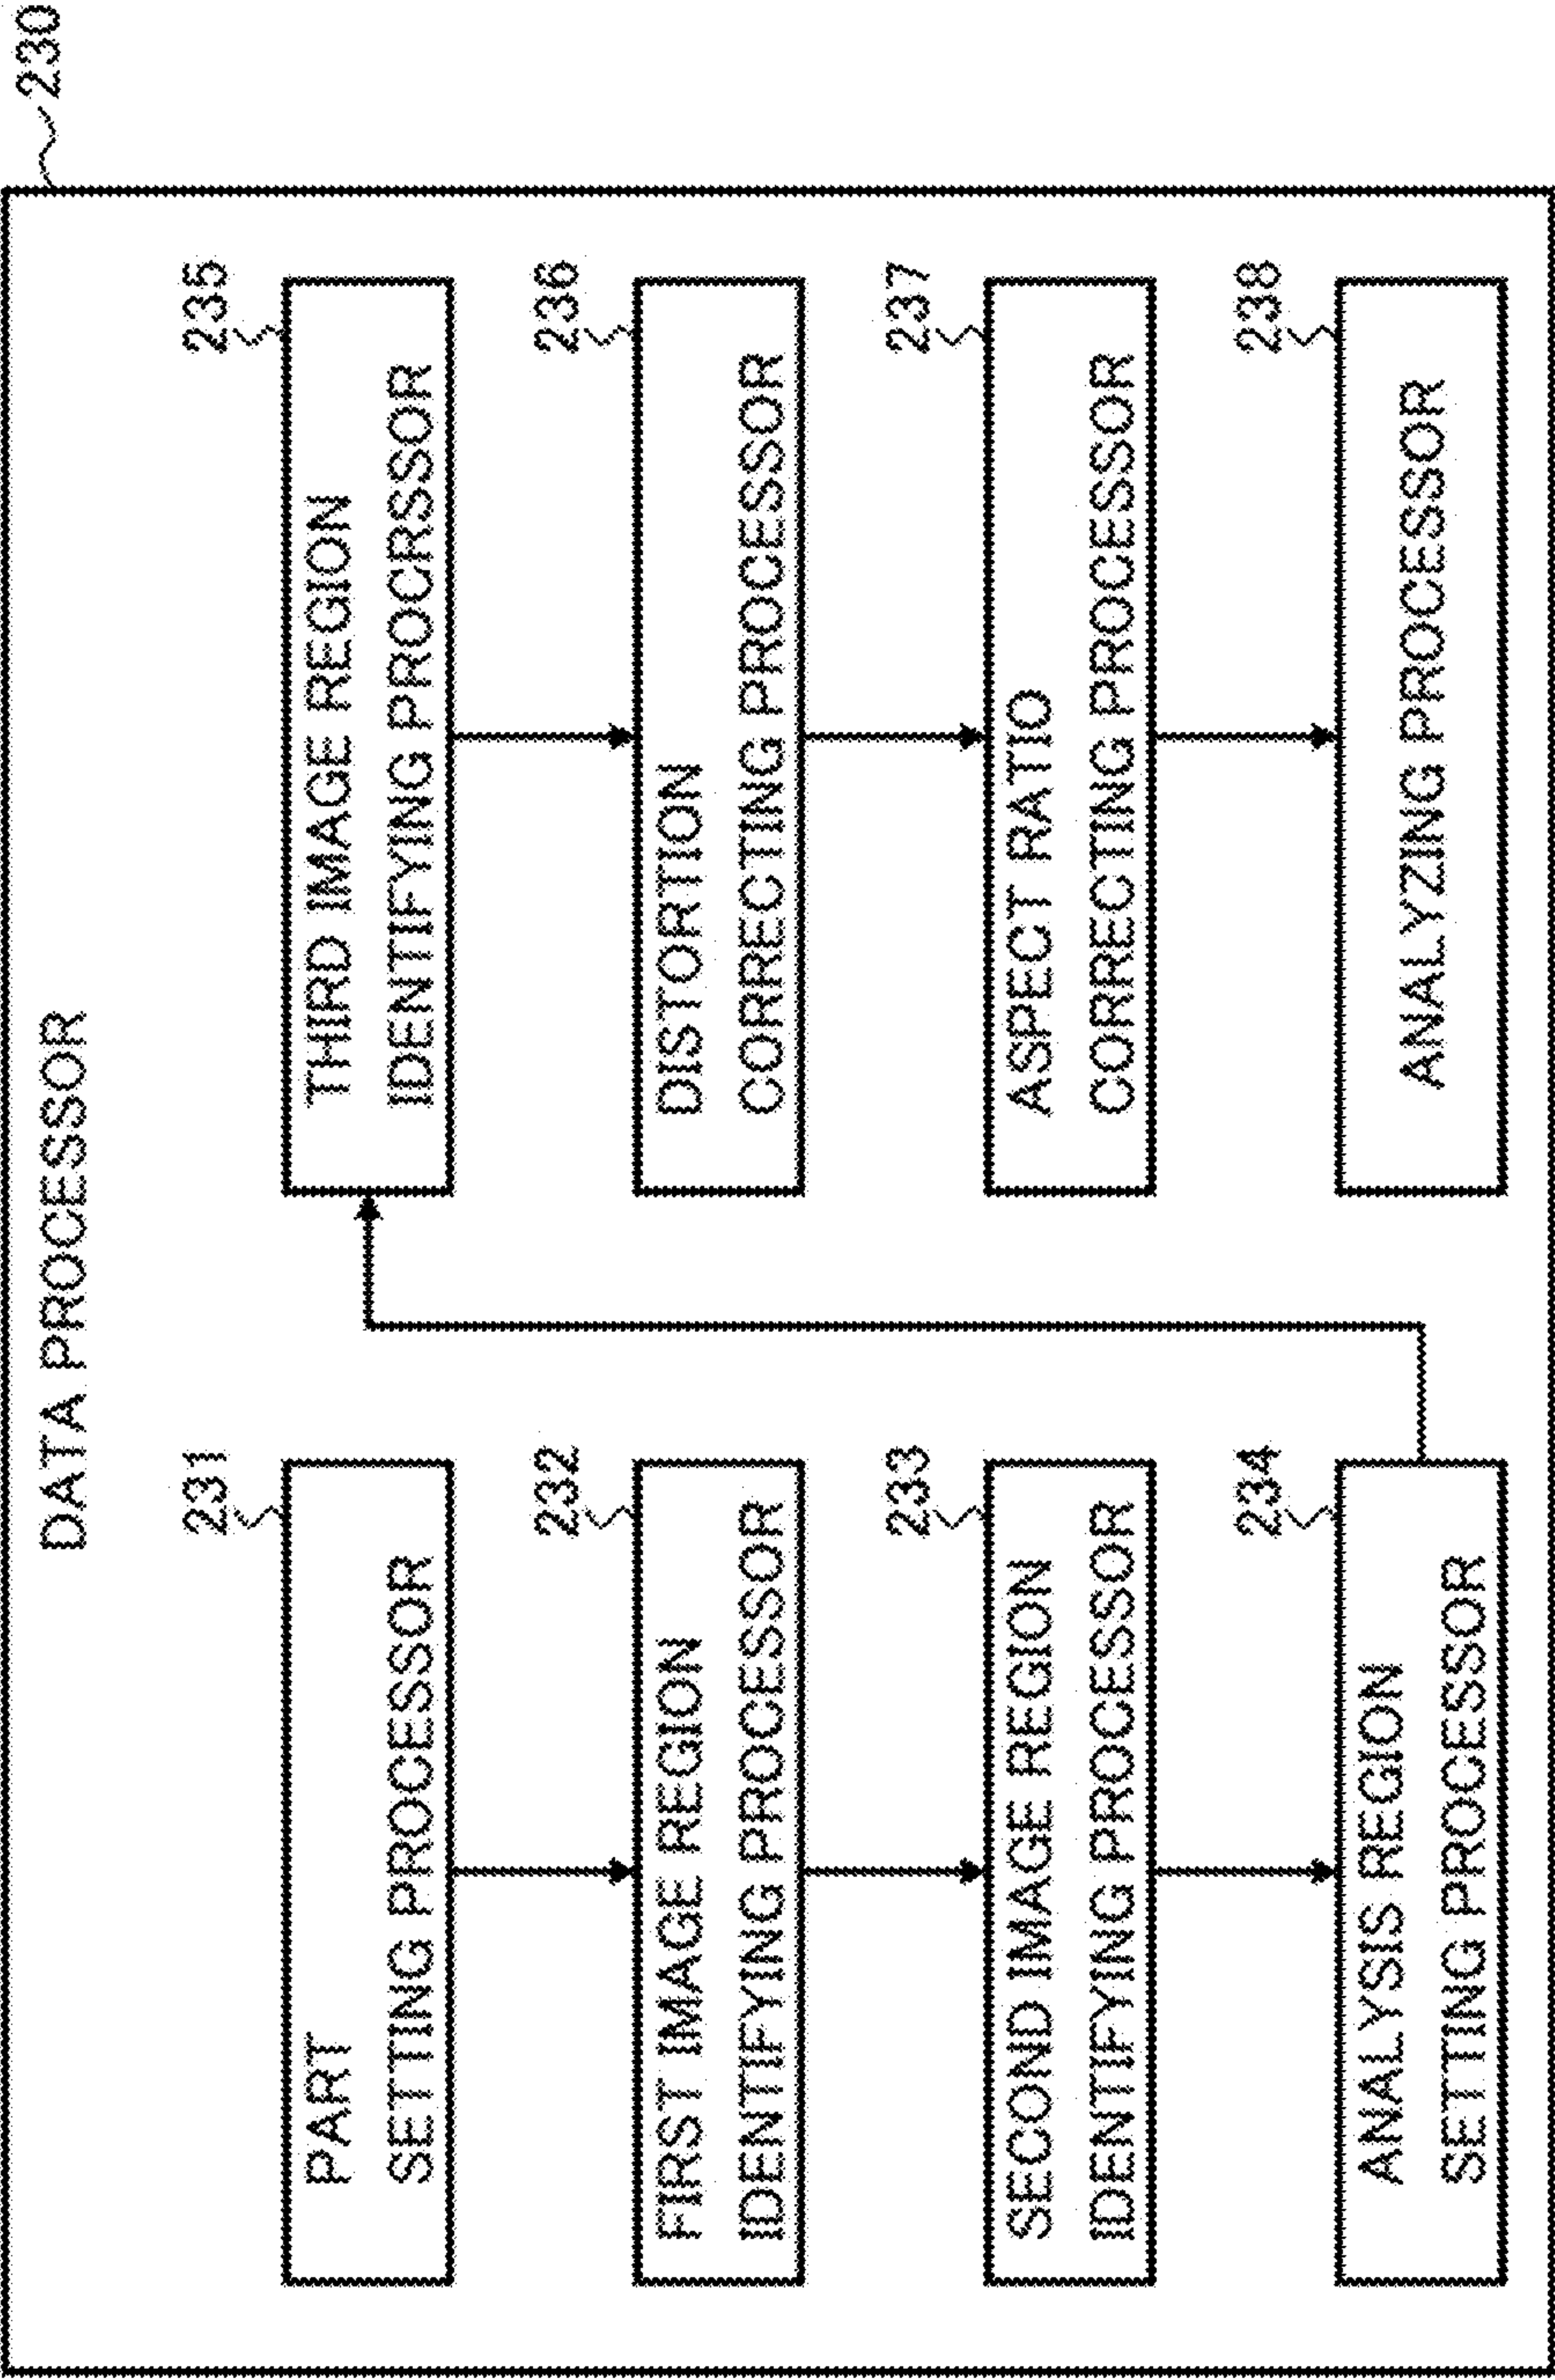 230
DATA PROCESSOR
231
PART
SETTING PROCESSOR
232
FIRST IMAGE REGION
IDENTIFYING PROCESSOR
233
SECOND IMAGE REGION
IDENTIFYING PROCESSOR
234
ANALYSIS REGION
SETTING PROCESSOR
235
THIRD IMAGE REGION
IDENTIFYING PROCRSSOR
236
DISTORTION
CORRECTING PROCESSOR
237
ASPECT RATIO
CORRECTING PROCESSOR
238
ANALYZING PROCESSOR